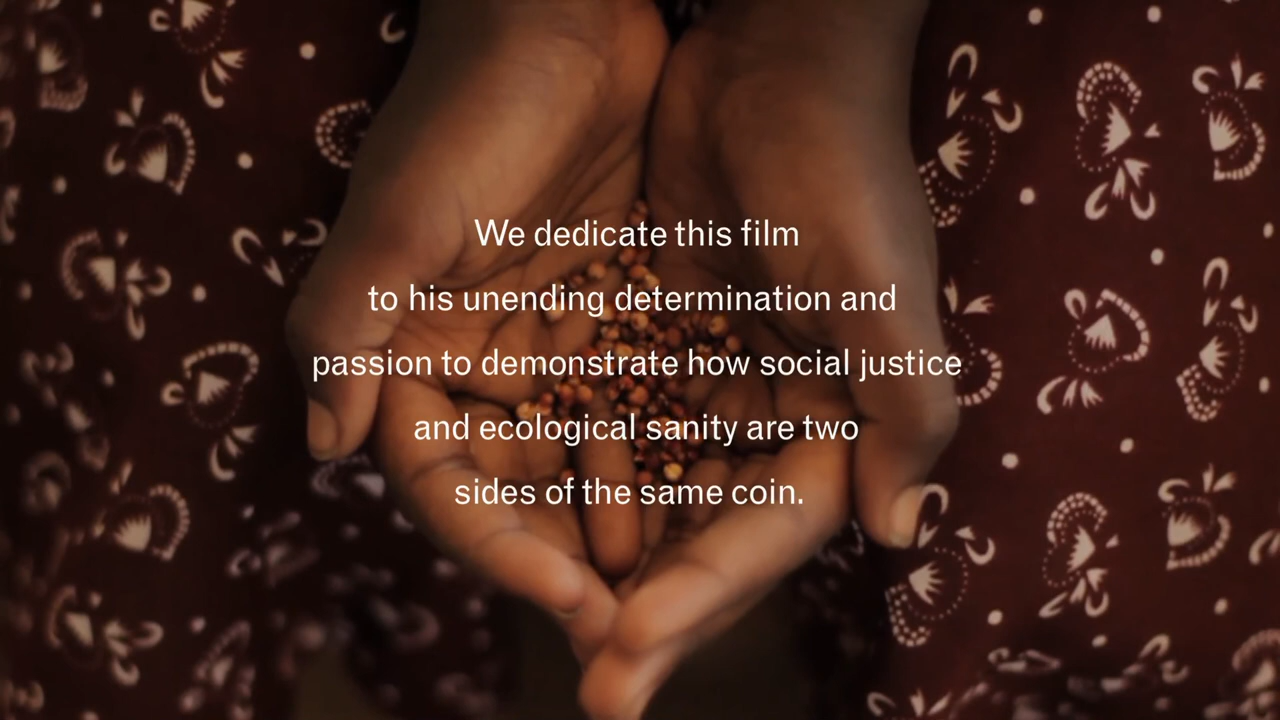 We dedicate this film
to his unending determination and
passion to demonstrate how social justice
and ecological sanity are two
sides of the same coin.